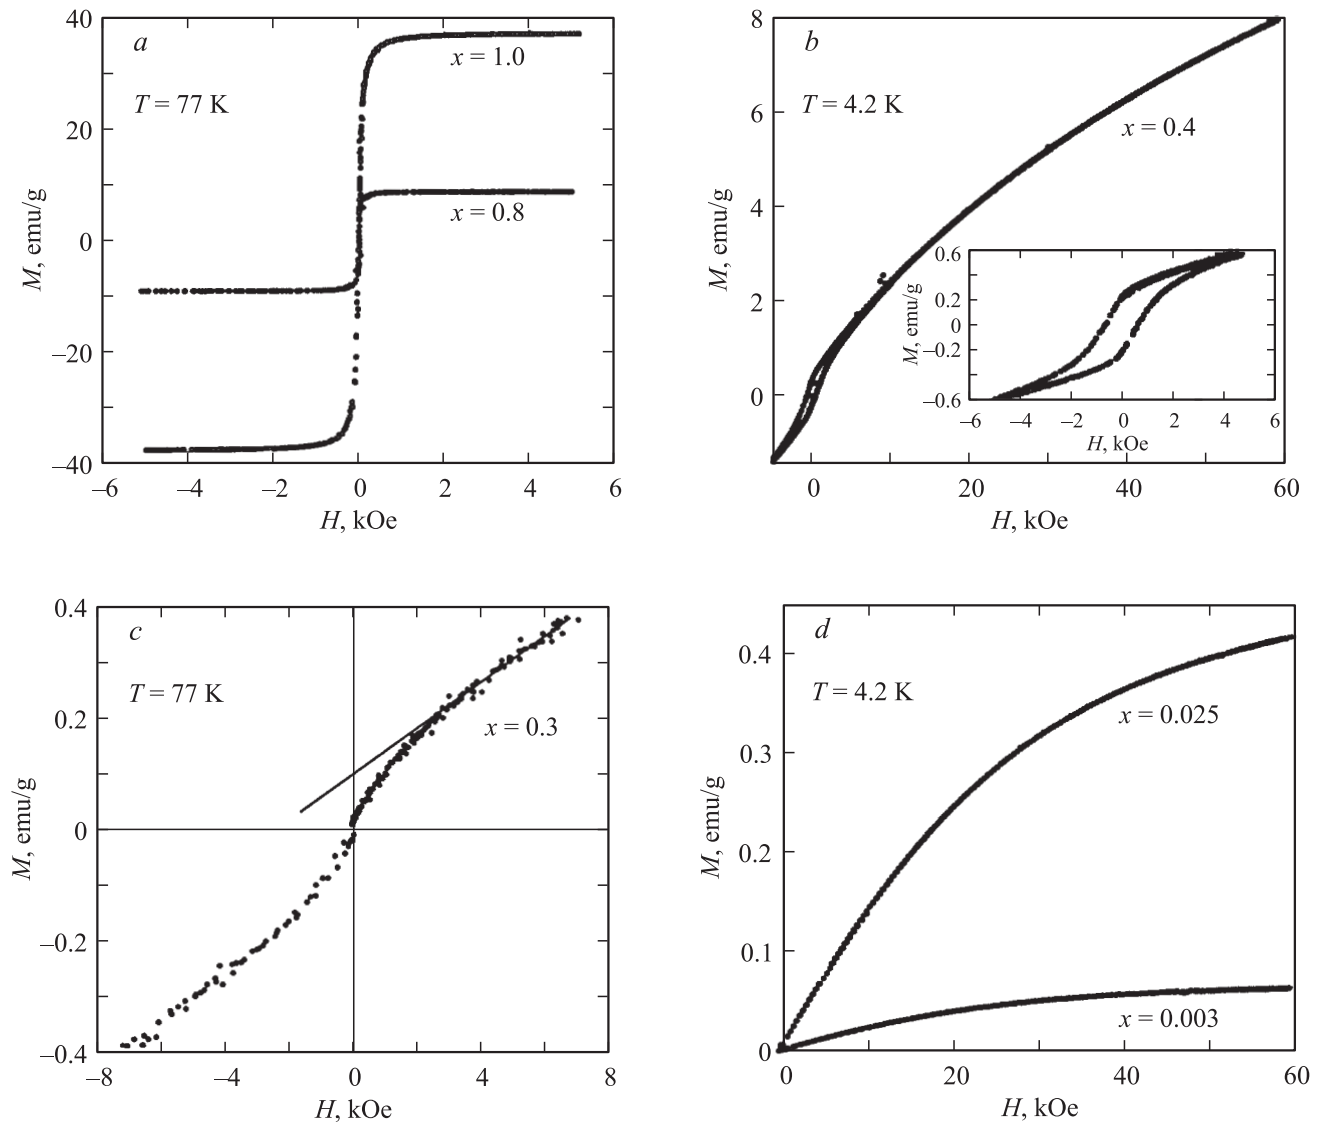 a
T = 77 K
x = 1.0
x = 0.8
40
20
0
–20
–40
M, emu/g
–6 –4 –2 0 2 4 6
H, kOe
b
T = 4.2 K
x = 0.4
8
6
4
2
0
M, emu/g
0 20 40 60
H, kOe
0.6
0.2
0
–0.2
–0.6
M, emu/g
–6 –4 –2 0 2 4 6
H, kOe
c
T = 77 K
x = 0.3
0.4
0.2
0
–0.2
–0.4
M, emu/g
–8 –4 0 4 8
H, kOe
d
T = 4.2 K
x = 0.025
x = 0.003
0.4
0.3
0.2
0.1
0
M, emu/g
0 20 40 60
H, kOe